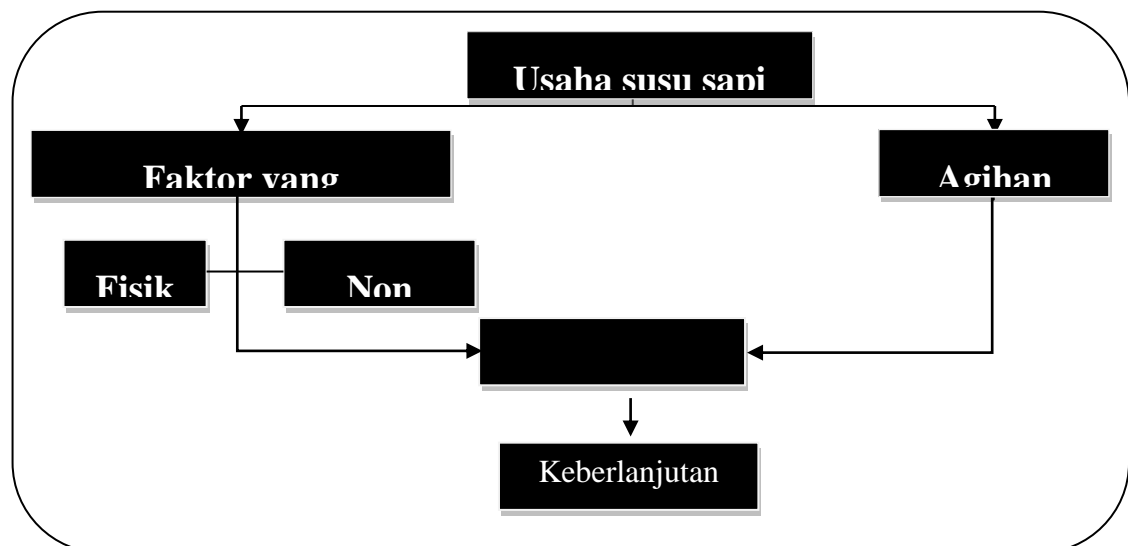 Usaha susu sapi
Faktor yang
Agihan
Fisik
Non
Keberlanjutan